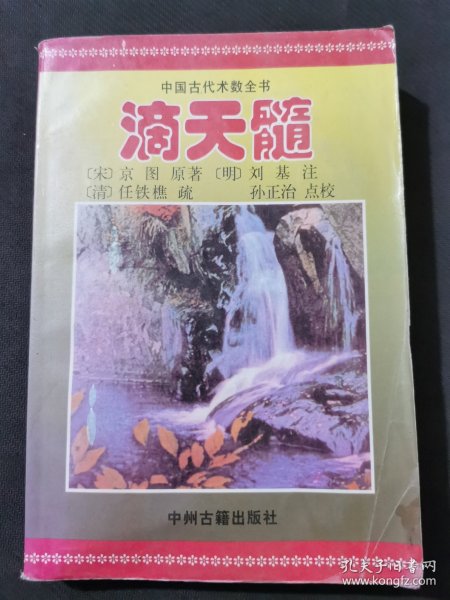 中国古代术数全书
滴天髓
〔宋〕京 图 原著 〔明〕刘 基 注
〔清〕任铁樵 疏 孙正治 点校
中州古籍出版社
孔夫子旧书网
www.kongfz.com